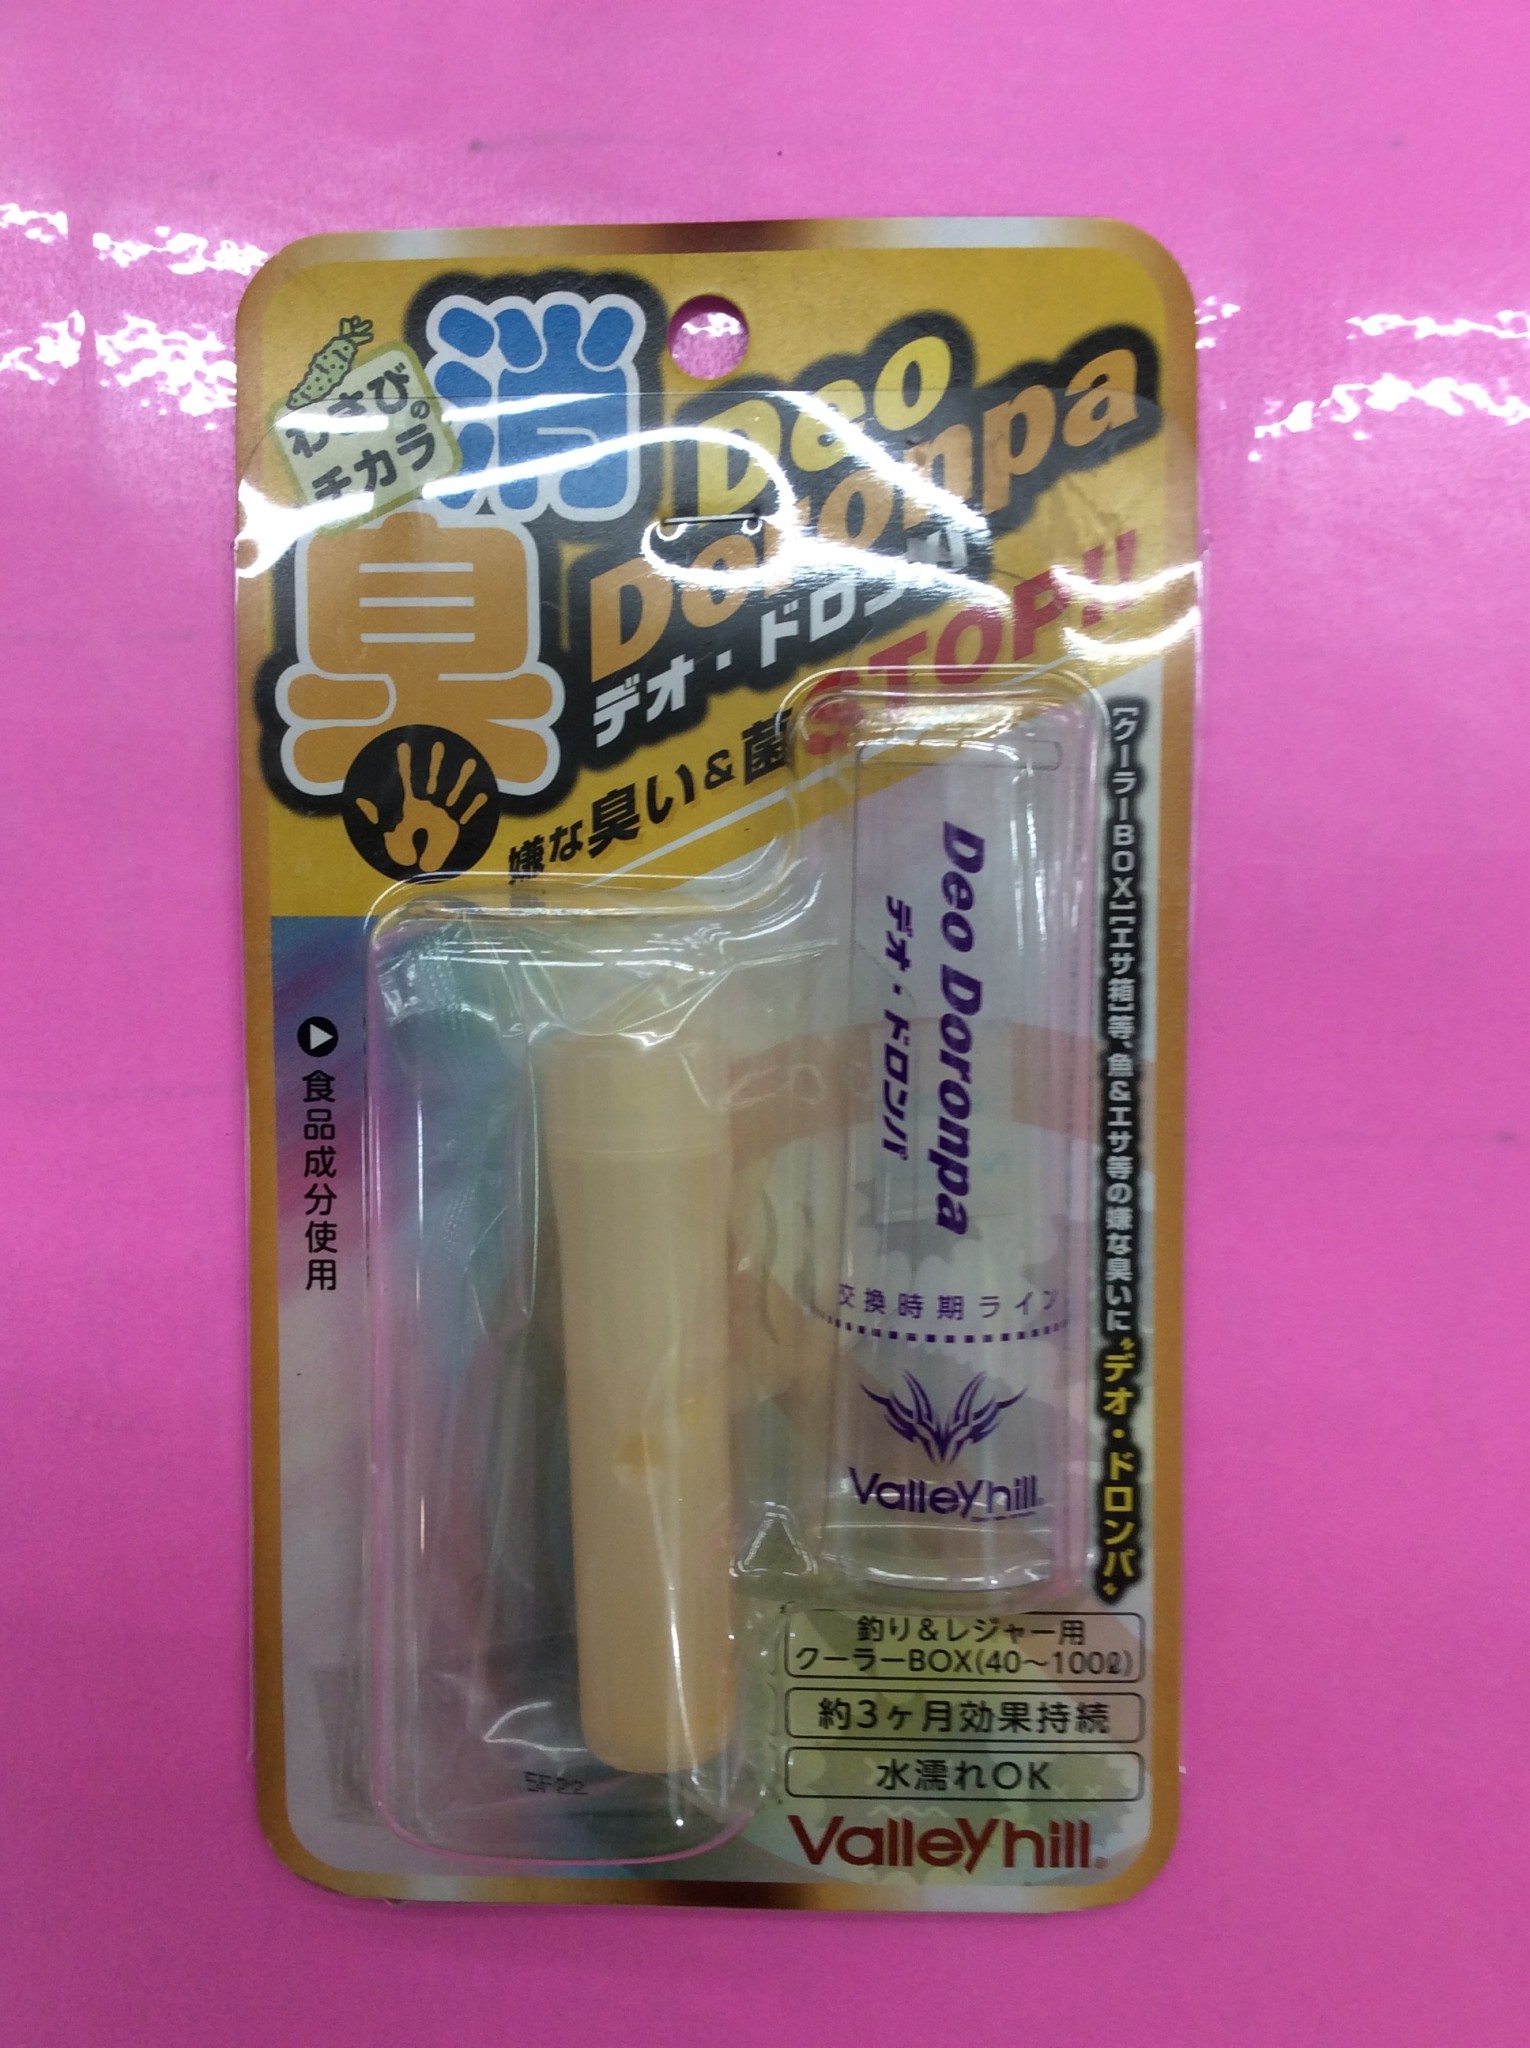 わさびの
チカラ
消臭
Deo
Doronpa
デオ・ドロンパ
嫌な臭い&菌STOP!!
[クーラーBOX][エサ箱]等、魚&エサ等の嫌な臭いに"デオ・ドロンパ"
食品成分使用
Deo Doronpa
デオ・ドロンパ
交換時期ライン
Valleyhill
釣り&レジャー用
クーラーBOX(40〜100ℓ)
約3ヶ月効果持続
水濡れOK
5F22
Valleyhill®